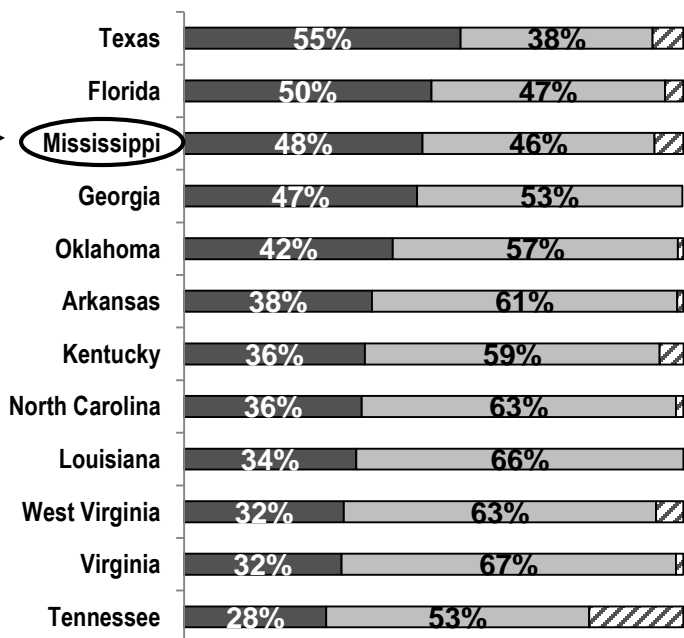 Texas 55% 38%
Florida 50% 47%
Mississippi 48% 46%
Georgia 47% 53%
Oklahoma 42% 57%
Arkansas 38% 61%
Kentucky 36% 59%
North Carolina 36% 63%
Louisiana 34% 66%
West Virginia 32% 63%
Virginia 32% 67%
Tennessee 28% 53%